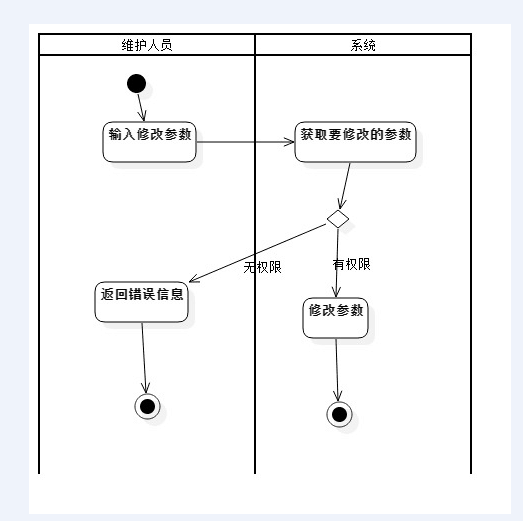 维护人员
系统
输入修改参数
获取要修改的参数
无权限
有权限
返回错误信息
修改参数